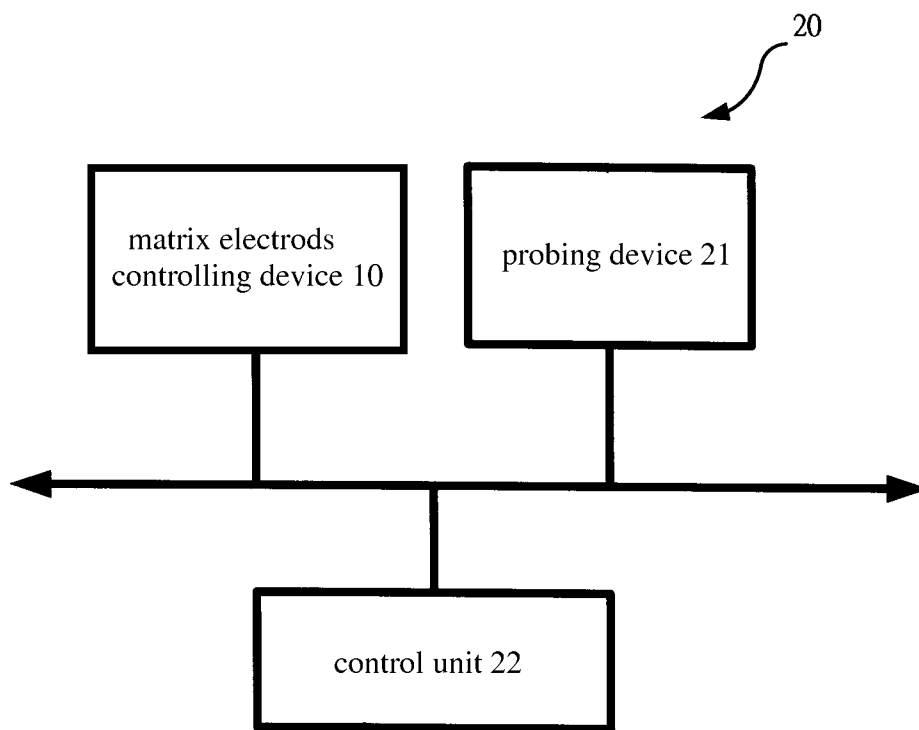 20
matrix electrods
controlling device 10
probing device 21
control unit 22